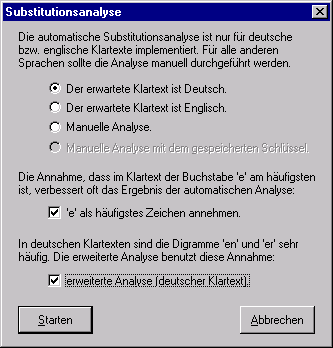 Substitutionsanalyse
Die automatische Substitutionsanalyse ist nur für deutsche
bzw. englische Klartexte implementiert. Für alle anderen
Sprachen sollte die Analyse manuell durchgeführt werden.
Der erwartete Klartext ist Deutsch.
Der erwartete Klartext ist Englisch.
Manuelle Analyse.
Manuelle Analyse mit dem gespeicherten Schlüssel.
Die Annahme, dass im Klartext der Buchstabe 'e' am häufigsten
ist, verbessert oft das Ergebnis der automatischen Analyse:
'e' als häufigstes Zeichen annehmen.
In deutschen Klartexten sind die Digramme 'en' und 'er' sehr
häufig. Die erweiterte Analyse benutzt diese Annahme:
erweiterte Analyse (deutscher Klartext).
Starten
Abbrechen